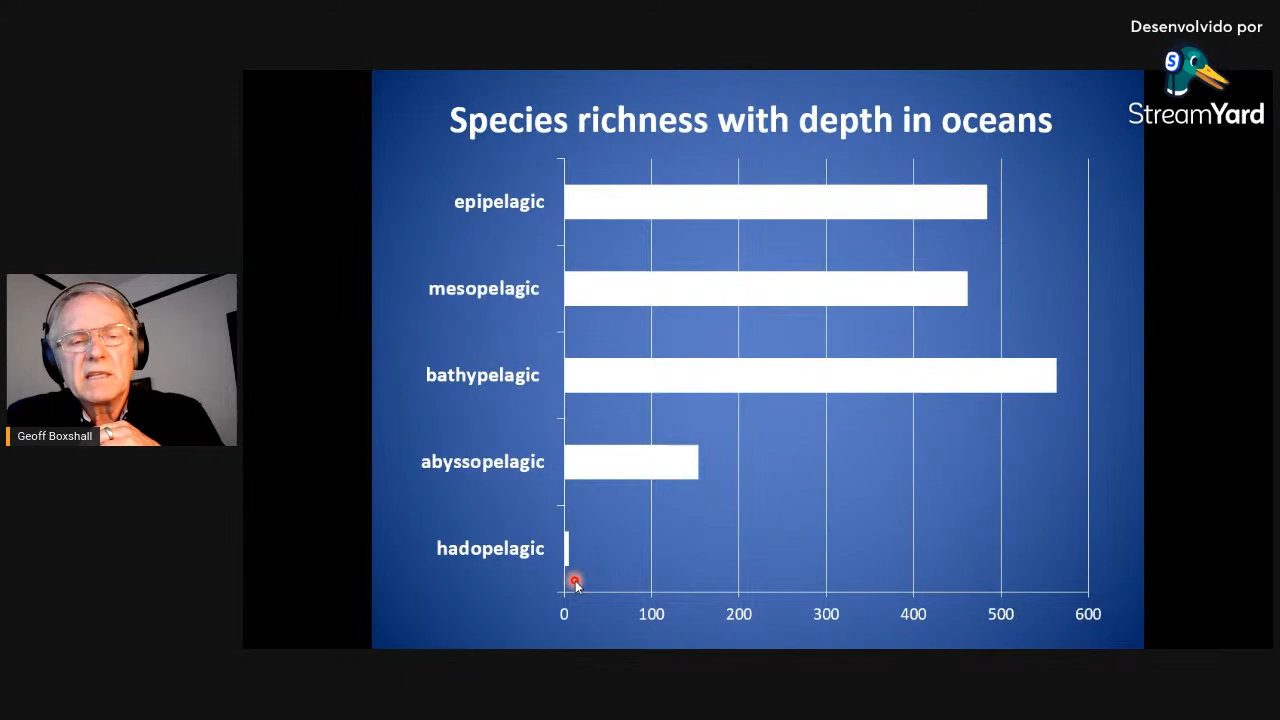 Desenvolvido por
S
StreamYard
Species richness with depth in oceans
epipelagic
mesopelagic
bathypelagic
abyssopelagic
hadopelagic
0 100 200 300 400 500 600
Geoff Boxshall